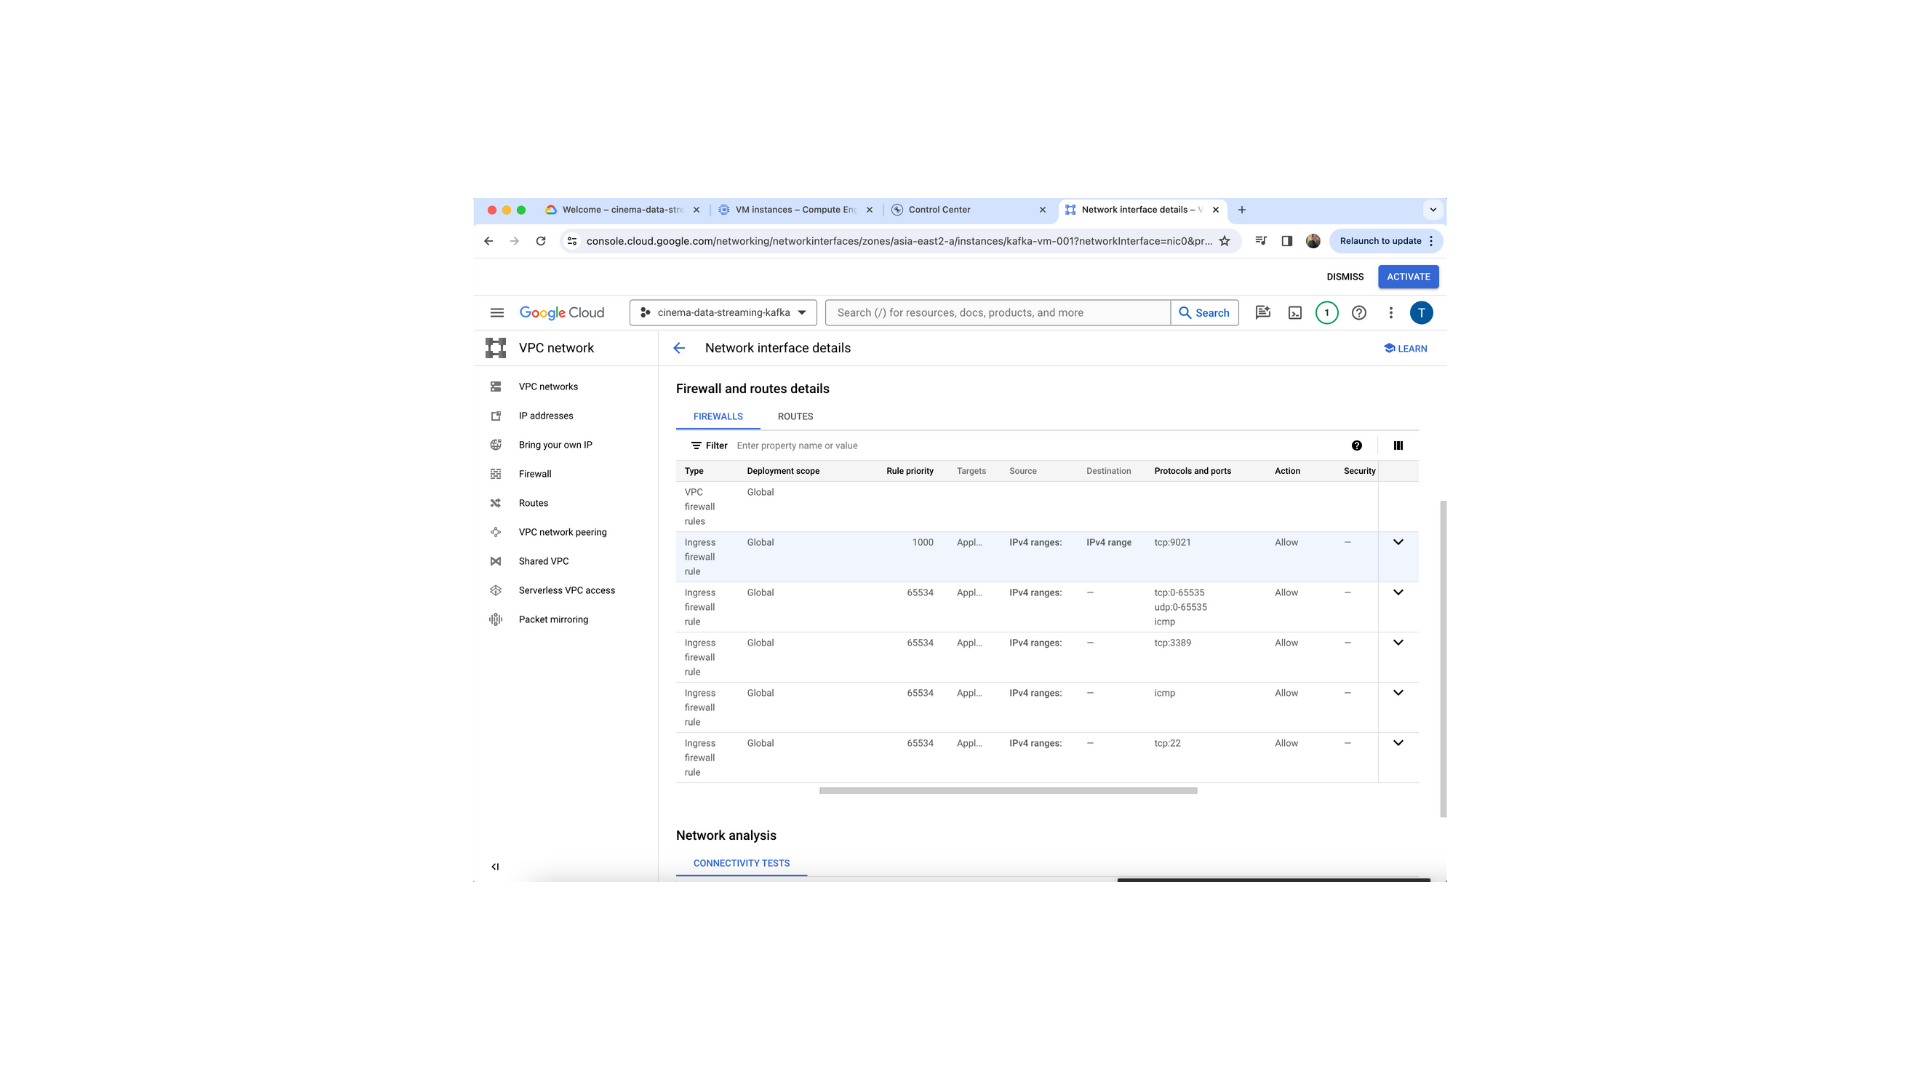 Welcome – cinema-data-stre
VM instances – Compute Eng
Control Center
Network interface details – V
console.cloud.google.com/networking/networkinterfaces/zones/asia-east2-a/instances/kafka-vm-001?networkInterface=nic0&pr...
Relaunch to update
DISMISS
ACTIVATE
Google Cloud
cinema-data-streaming-kafka
Search (/) for resources, docs, products, and more
Search
1
T
VPC network
Network interface details
LEARN
VPC networks
IP addresses
Bring your own IP
Firewall
Routes
VPC network peering
Shared VPC
Serverless VPC access
Packet mirroring
Firewall and routes details
FIREWALLS ROUTES
Filter Enter property name or value
Type Deployment scope Rule priority Targets Source Destination Protocols and ports Action Security
VPC Global
firewall
rules
Ingress Global 1000 Appl... IPv4 ranges: IPv4 range tcp:9021 Allow —
firewall
rule
Ingress Global 65534 Appl... IPv4 ranges: — tcp:0-65535 Allow —
firewall udp:0-65535
rule icmp
Ingress Global 65534 Appl... IPv4 ranges: — tcp:3389 Allow —
firewall
rule
Ingress Global 65534 Appl... IPv4 ranges: — icmp Allow —
firewall
rule
Ingress Global 65534 Appl... IPv4 ranges: — tcp:22 Allow —
firewall
rule
Network analysis
CONNECTIVITY TESTS